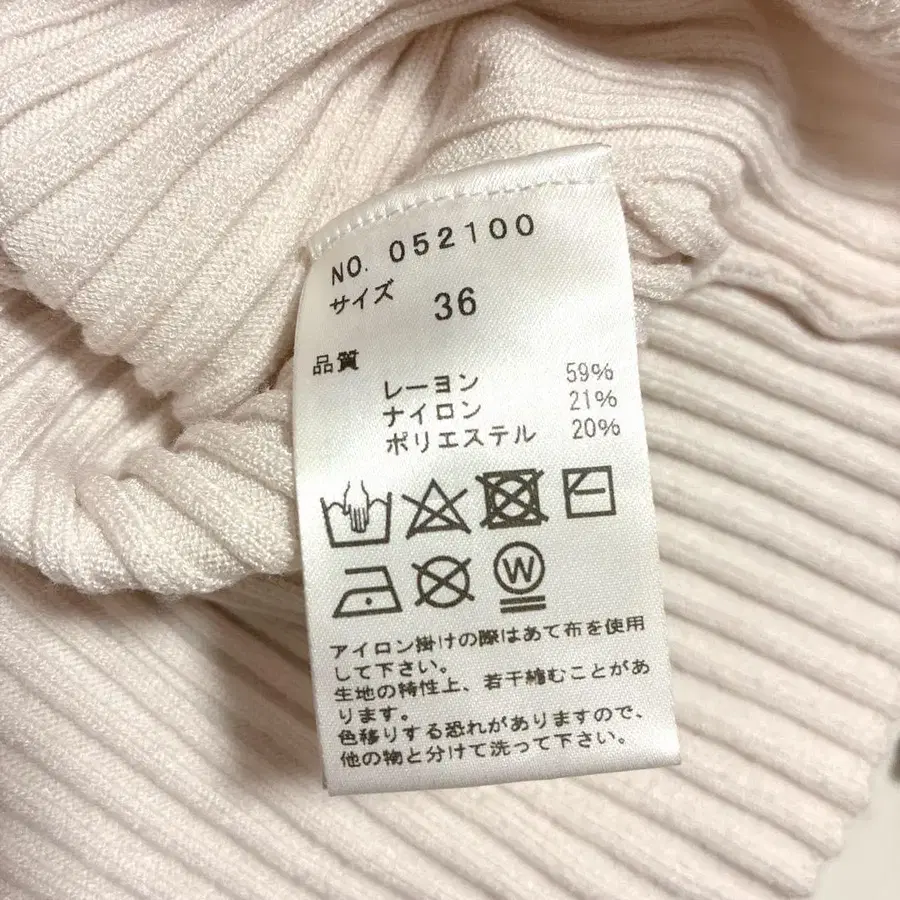 NO. 052100
サイズ 36
品質
レーヨン 59%
ナイロン 21%
ポリエステル 20%
W
アイロン掛けの際はあて布を使用
して下さい。
生地の特性上、若干縮むことがあ
ります。
色移りする恐れがありますので、
他の物と分けて洗って下さい。